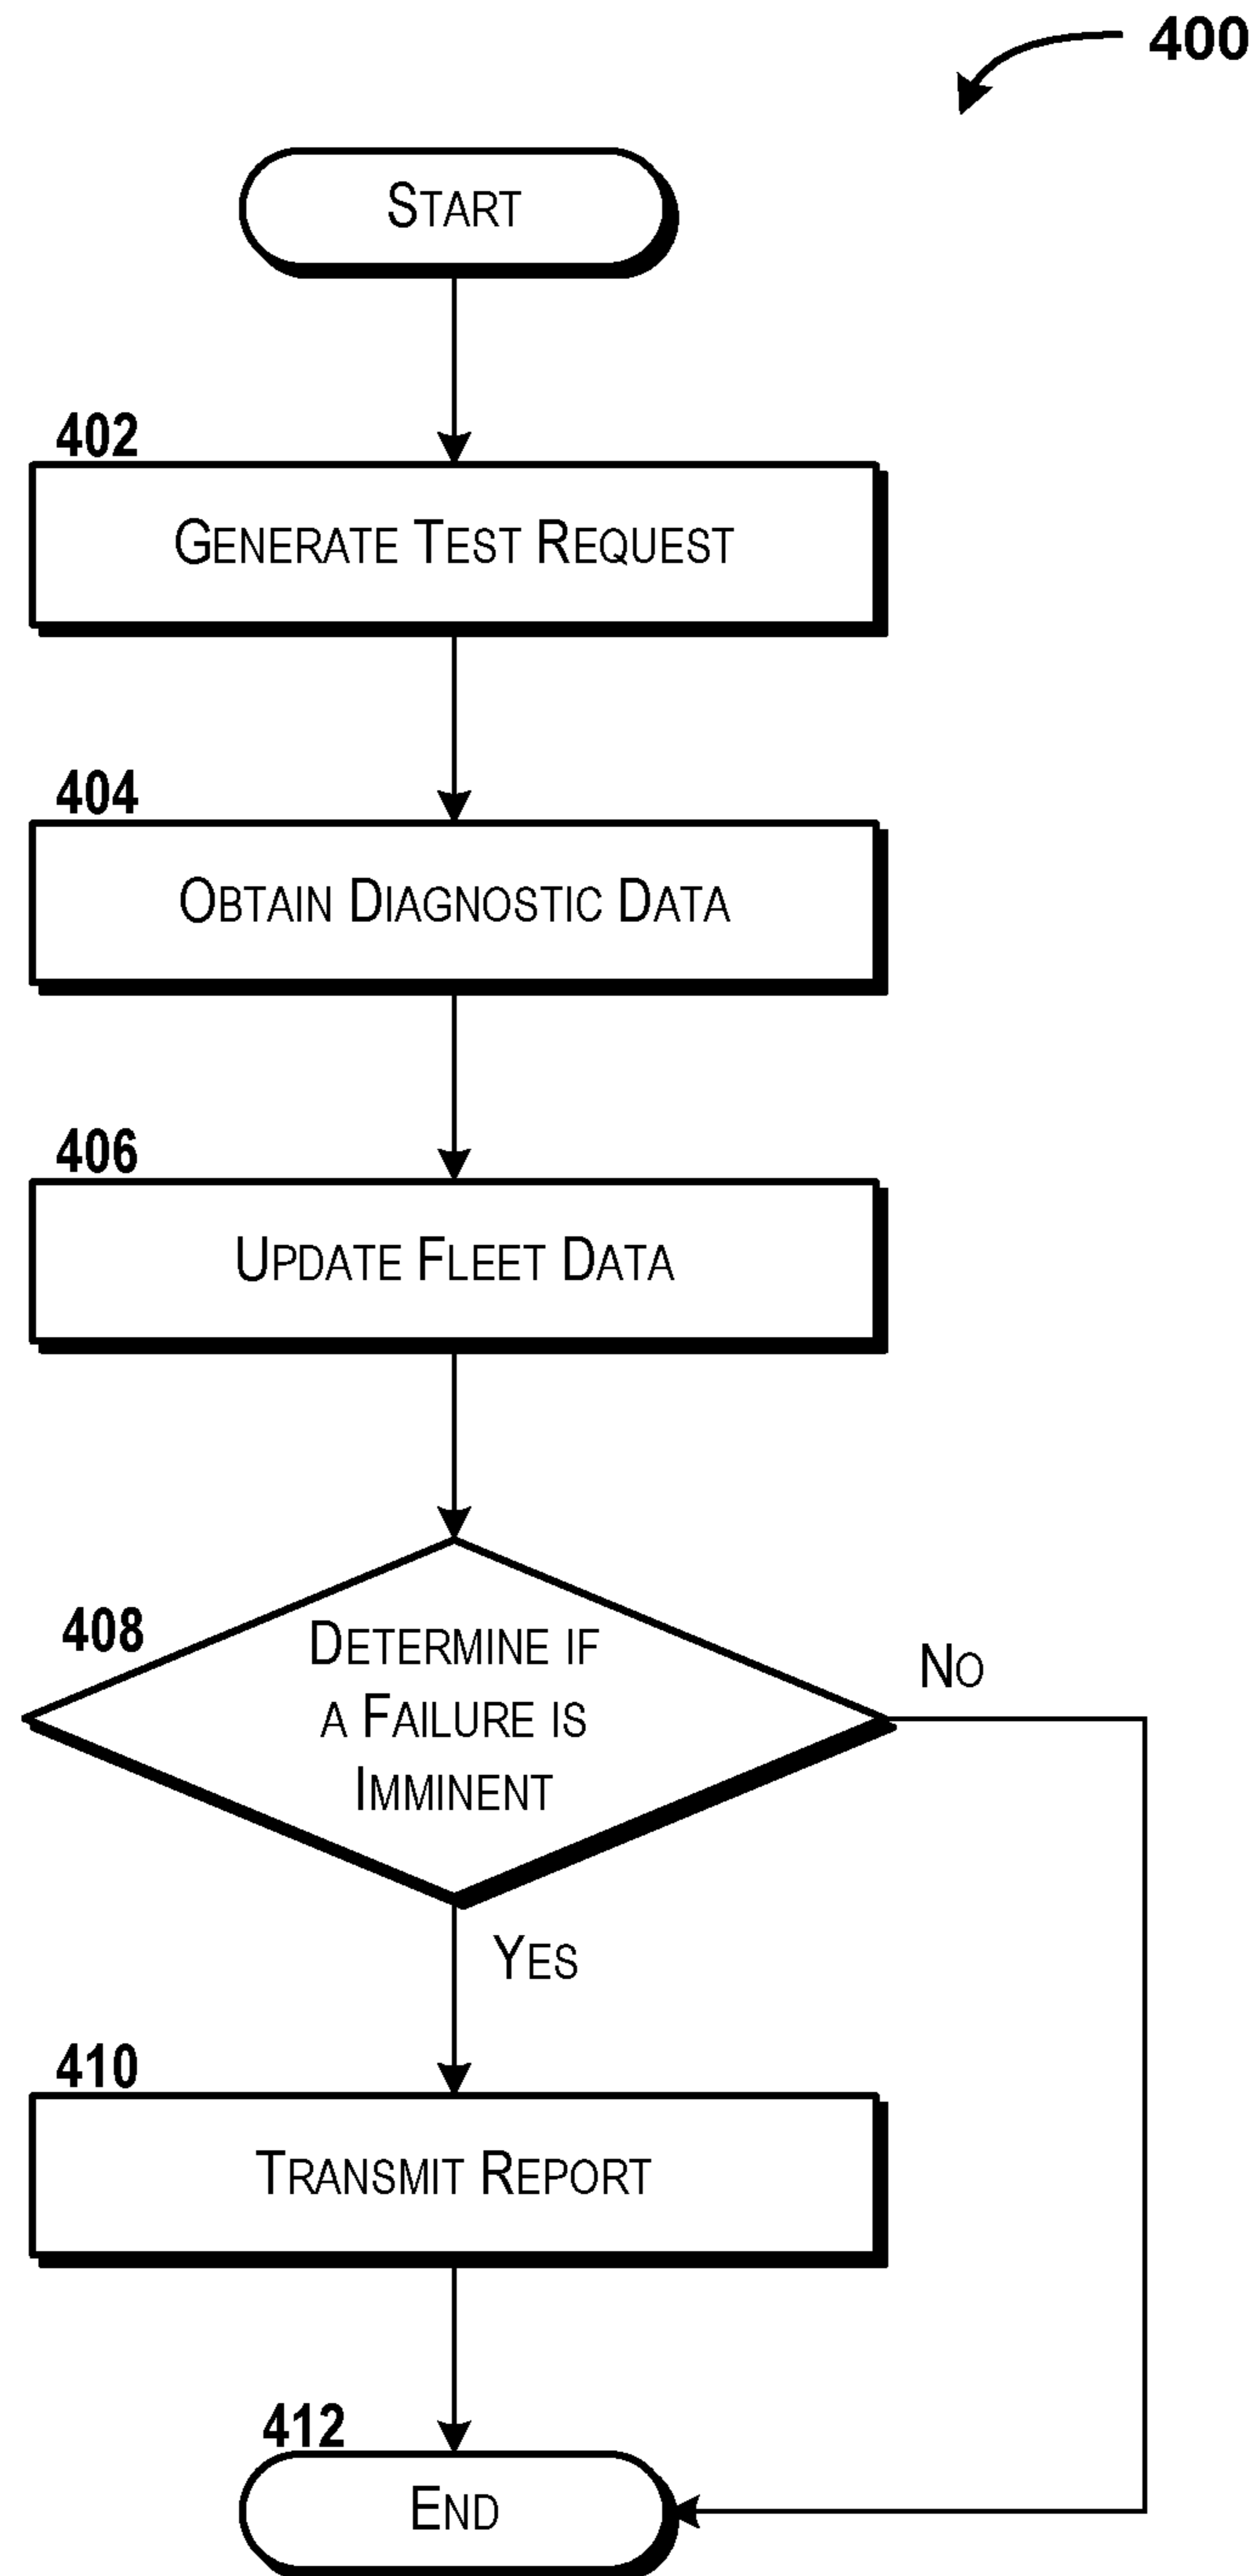 400
START
402
GENERATE TEST REQUEST
404
OBTAIN DIAGNOSTIC DATA
406
UPDATE FLEET DATA
408
DETERMINE IF
A FAILURE IS
IMMINENT
NO
YES
410
TRANSMIT REPORT
412
END